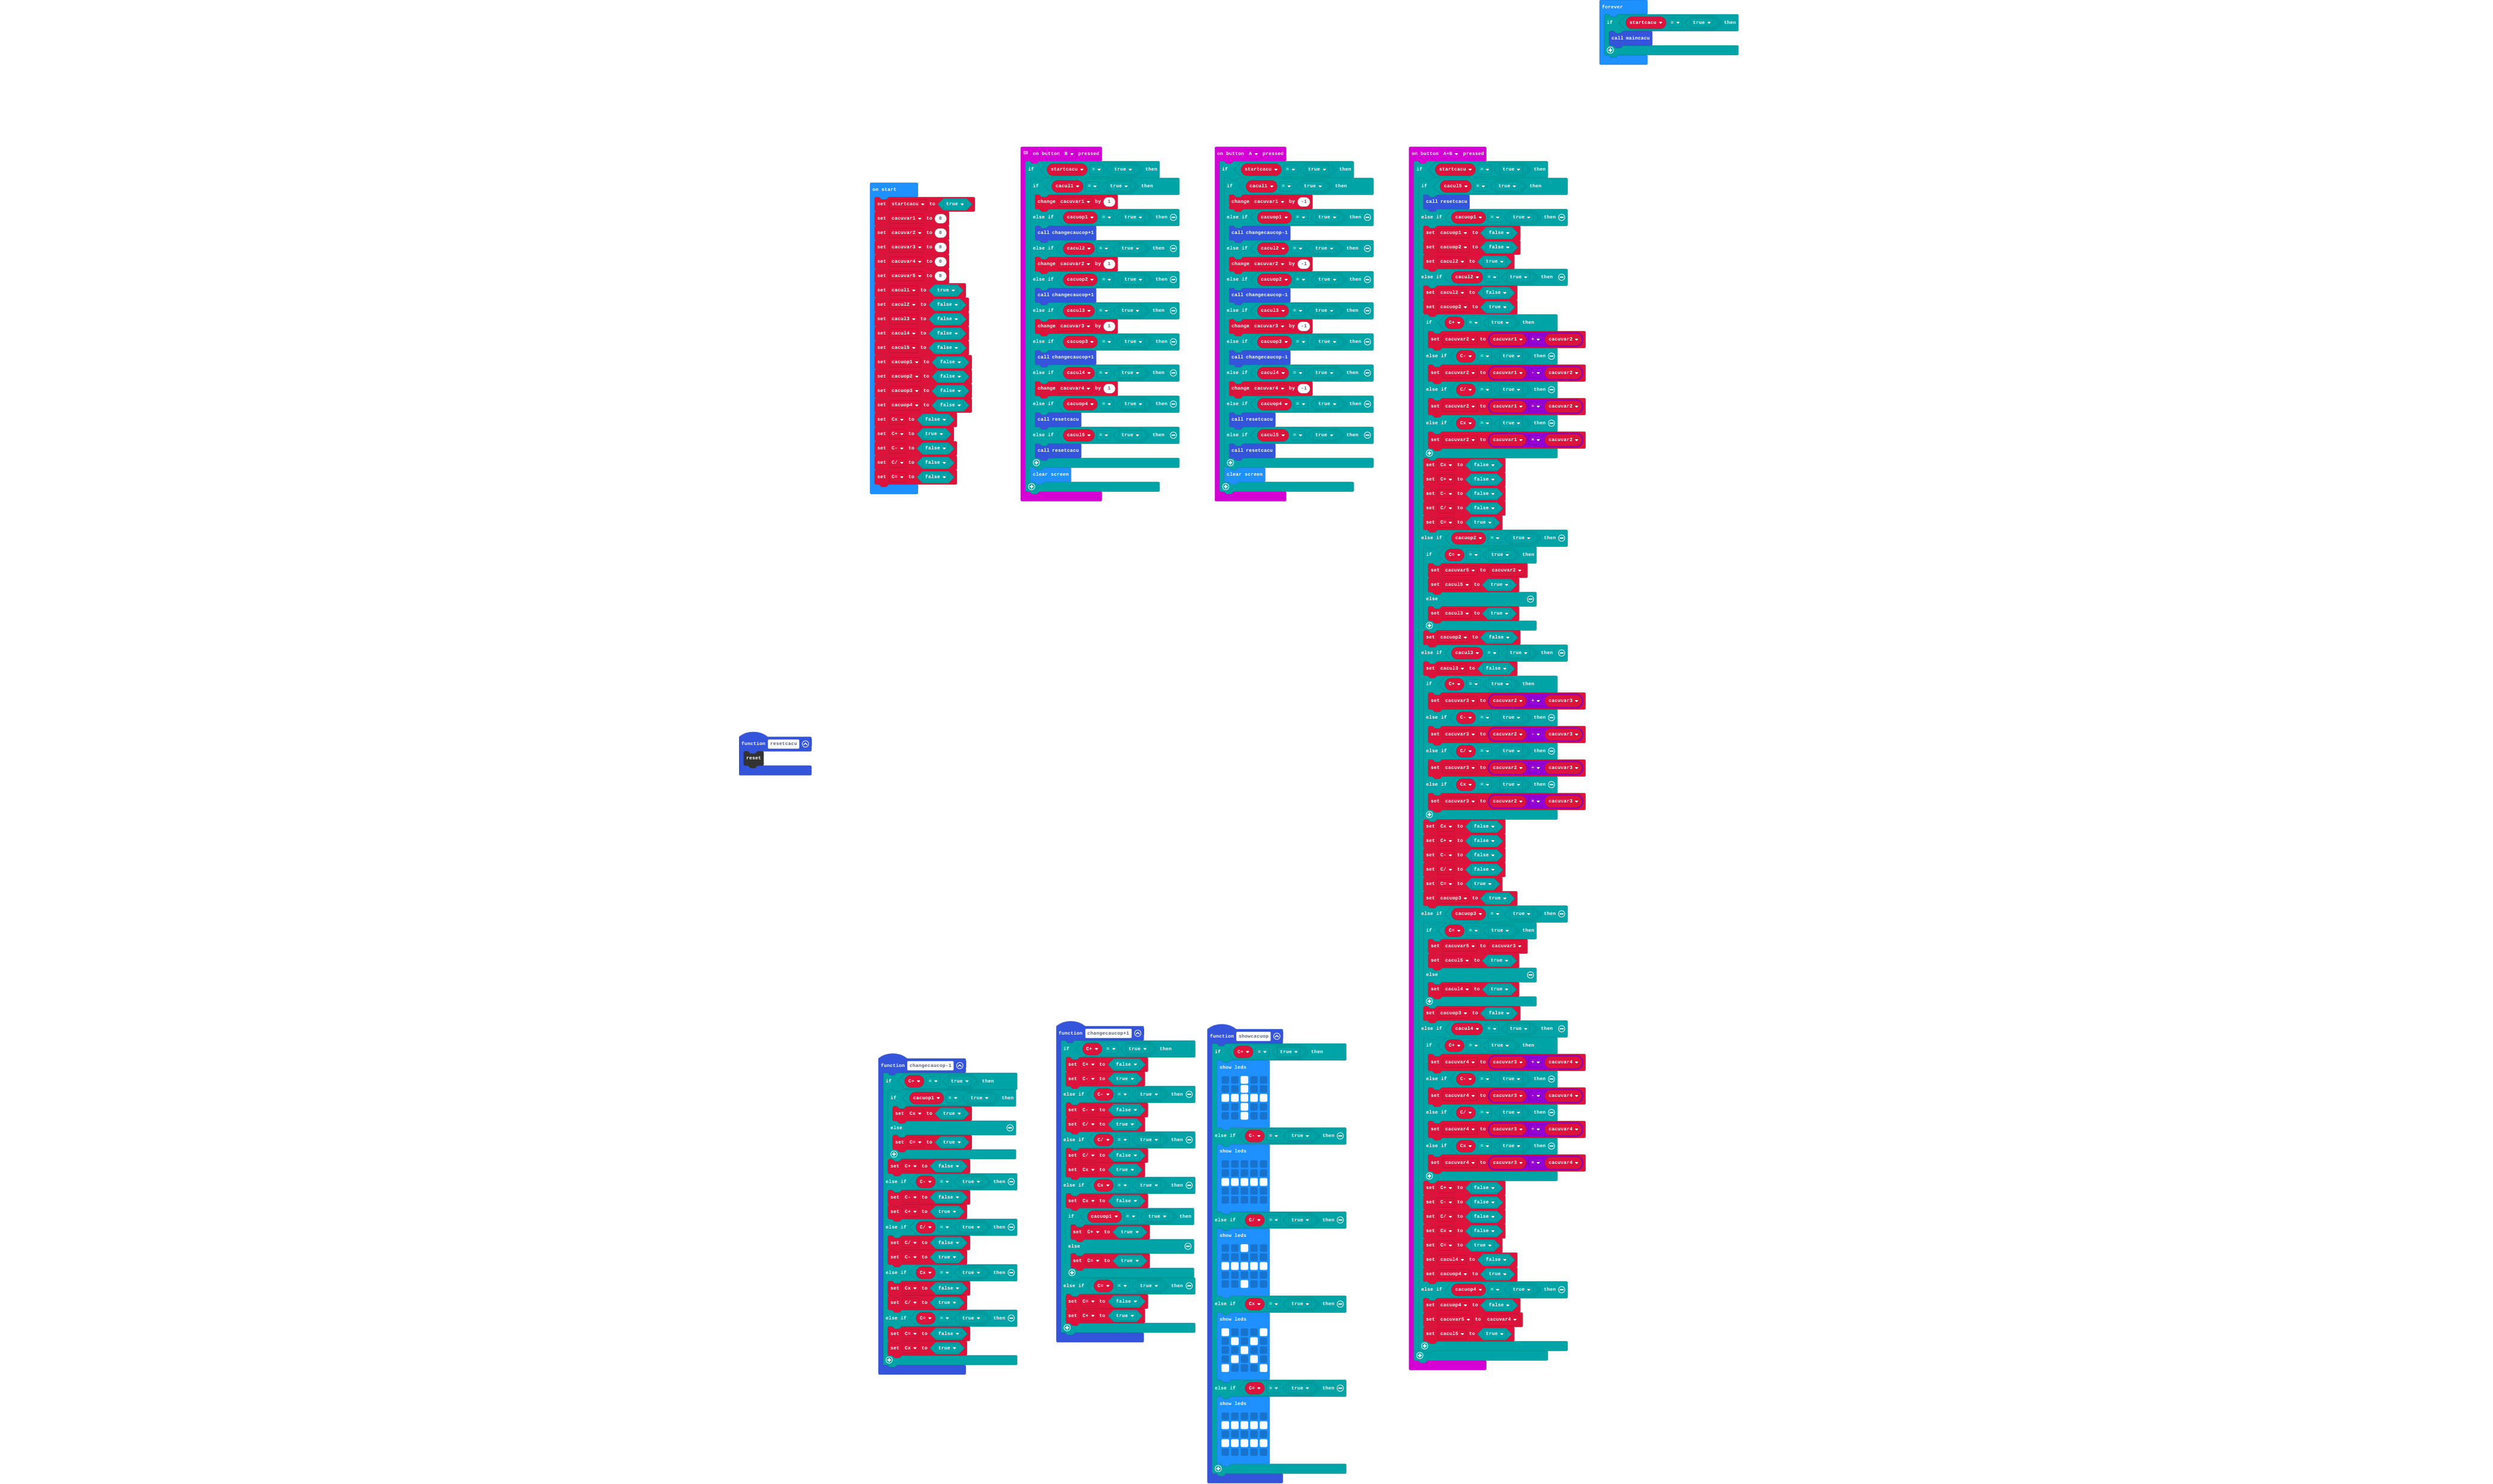 forever
if startcacu = true then
call maincacu
on start
set startcacu to true
set cacuvar1 to 0
set cacuvar2 to 0
set cacuvar3 to 0
set cacuvar4 to 0
set cacuvar5 to 0
set cacul1 to true
set cacul2 to false
set cacul3 to false
set cacul4 to false
set cacul5 to false
set cacuop1 to false
set cacuop2 to false
set cacuop3 to false
set cacuop4 to false
set Cx to false
set C+ to true
set C- to false
set C/ to false
set C= to false
on button B pressed
if startcacu = true then
if cacul1 = true then
change cacuvar1 by 1
else if cacuop1 = true then
call changecaucop+1
else if cacul2 = true then
change cacuvar2 by 1
else if cacuop2 = true then
call changecaucop+1
else if cacul3 = true then
change cacuvar3 by 1
else if cacuop3 = true then
call changecaucop+1
else if cacul4 = true then
change cacuvar4 by 1
else if cacuop4 = true then
call resetcacu
else if cacul5 = true then
call resetcacu
clear screen
on button A pressed
if startcacu = true then
if cacul1 = true then
change cacuvar1 by -1
else if cacuop1 = true then
call changecaucop-1
else if cacul2 = true then
change cacuvar2 by -1
else if cacuop2 = true then
call changecaucop-1
else if cacul3 = true then
change cacuvar3 by -1
else if cacuop3 = true then
call changecaucop-1
else if cacul4 = true then
change cacuvar4 by -1
else if cacuop4 = true then
call resetcacu
else if cacul5 = true then
call resetcacu
clear screen
on button A+B pressed
if startcacu = true then
if cacul5 = true then
call resetcacu
else if cacuop1 = true then
set cacuop1 to false
set cacuop2 to false
set cacul2 to true
else if cacul2 = true then
set cacul2 to false
set cacuop2 to true
if C+ = true then
set cacuvar2 to cacuvar1 + cacuvar2
else if C- = true then
set cacuvar2 to cacuvar1 - cacuvar2
else if C/ = true then
set cacuvar2 to cacuvar1 ÷ cacuvar2
else if Cx = true then
set cacuvar2 to cacuvar1 × cacuvar2
set Cx to false
set C+ to false
set C- to false
set C/ to false
set C= to true
else if cacuop2 = true then
if C= = true then
set cacuvar5 to cacuvar2
set cacul5 to true
else
set cacul3 to true
set cacuop2 to false
else if cacul3 = true then
set cacul3 to false
if C+ = true then
set cacuvar3 to cacuvar2 + cacuvar3
else if C- = true then
set cacuvar3 to cacuvar2 - cacuvar3
else if C/ = true then
set cacuvar3 to cacuvar2 ÷ cacuvar3
else if Cx = true then
set cacuvar3 to cacuvar2 × cacuvar3
set Cx to false
set C+ to false
set C- to false
set C/ to false
set C= to true
set cacuop3 to true
else if cacuop3 = true then
if C= = true then
set cacuvar5 to cacuvar3
set cacul5 to true
else
set cacul4 to true
set cacuop3 to false
else if cacul4 = true then
if C+ = true then
set cacuvar4 to cacuvar3 + cacuvar4
else if C- = true then
set cacuvar4 to cacuvar3 - cacuvar4
else if C/ = true then
set cacuvar4 to cacuvar3 ÷ cacuvar4
else if Cx = true then
set cacuvar4 to cacuvar3 × cacuvar4
set C+ to false
set C- to false
set C/ to false
set Cx to false
set C= to true
set cacul4 to false
set cacuop4 to true
else if cacuop4 = true then
set cacuop4 to false
set cacuvar5 to cacuvar4
set cacul5 to true
function resetcacu
reset
function changecaucop-1
if C+ = true then
if cacuop1 = true then
set Cx to true
else
set C= to true
set C+ to false
else if C- = true then
set C- to false
set C+ to true
else if C/ = true then
set C/ to false
set C- to true
else if Cx = true then
set Cx to false
set C/ to true
else if C= = true then
set C= to false
set Cx to true
function changecaucop+1
if C+ = true then
set C+ to false
set C- to true
else if C- = true then
set C- to false
set C/ to true
else if C/ = true then
set C/ to false
set Cx to true
else if Cx = true then
set Cx to false
if cacuop1 = true then
set C+ to true
else
set C= to true
else if C= = true then
set C= to false
set C+ to true
function showcacuop
if C+ = true then
show leds
else if C- = true then
show leds
else if C/ = true then
show leds
else if Cx = true then
show leds
else if C= = true then
show leds